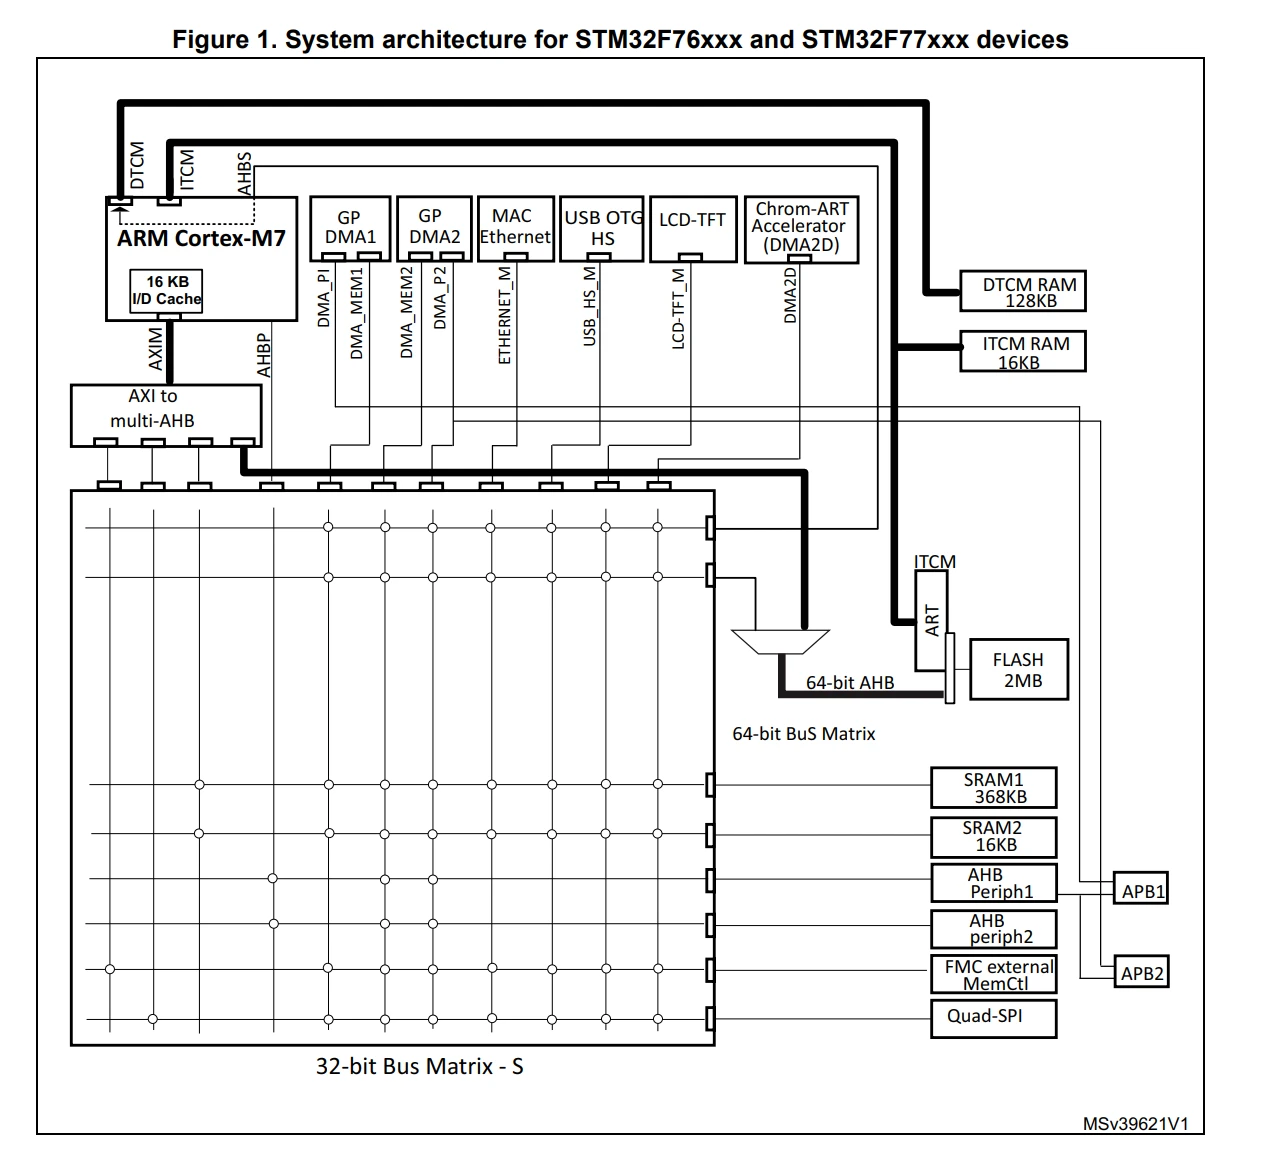 Figure 1. System architecture for STM32F76xxx and STM32F77xxx devices
DTCM
ITCM
AHBS
ARM Cortex-M7
16 KB
I/D Cache
GP
DMA1
GP
DMA2
MAC
Ethernet
USB OTG
HS
LCD-TFT
Chrom-ART
Accelerator
(DMA2D)
DTCM RAM
128KB
ITCM RAM
16KB
AXIM
AHBP
DMA_PI
DMA_MEM1
DMA_MEM2
DMA_P2
ETHERNET_M
USB_HS_M
LCD-TFT_M
DMA2D
AXI to
multi-AHB
ITCM
ART
FLASH
2MB
64-bit AHB
64-bit BuS Matrix
SRAM1
368KB
SRAM2
16KB
AHB
Periph1
AHB
periph2
FMC external
MemCtl
Quad-SPI
APB1
APB2
32-bit Bus Matrix - S
MSv39621V1